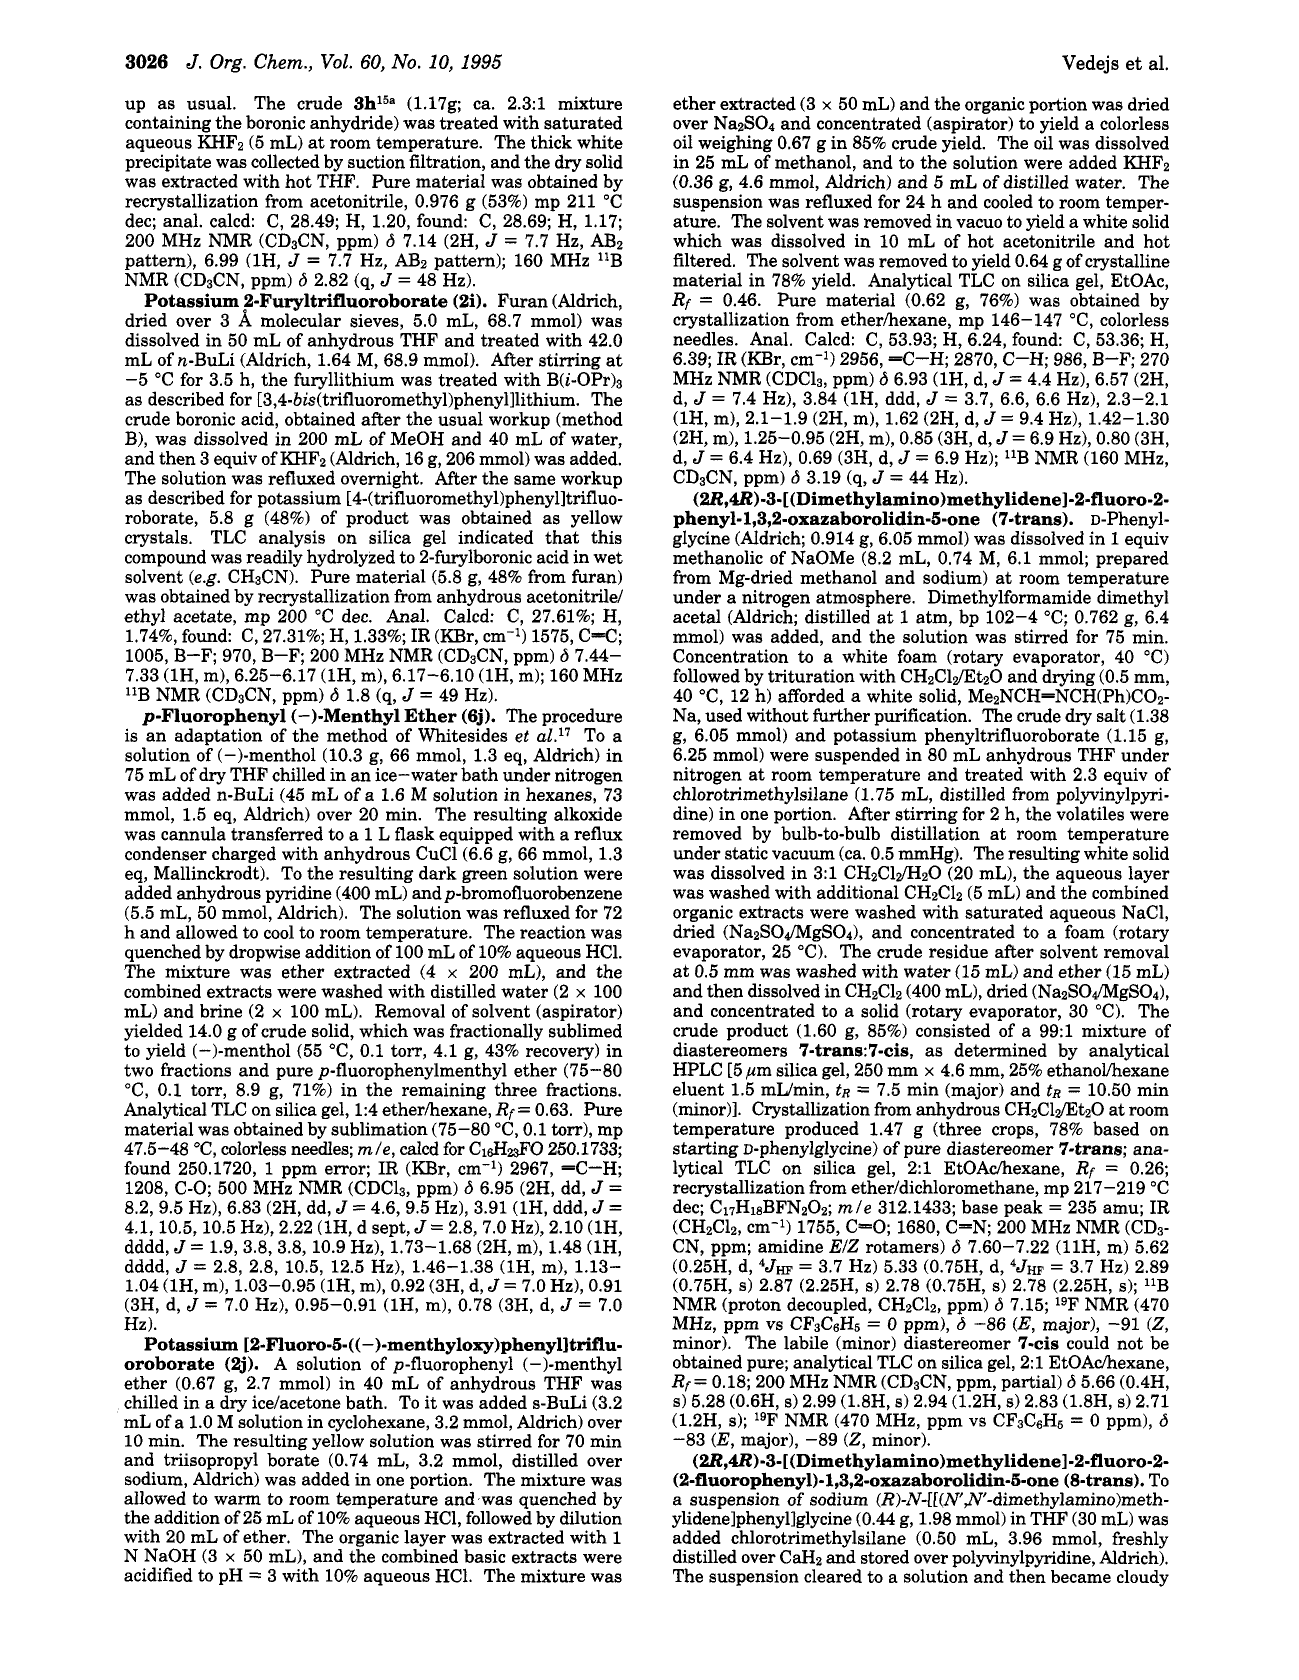 3026 J. Org. Chem., Vol. 60, No. 10, 1995
Vedejs et al.
up as usual. The crude 3h15a (1.17g; ca. 2.3:1 mixture
containing the boronic anhydride) was treated with saturated
aqueous KHF2 (5 mL) at room temperature. The thick white
precipitate was collected by suction filtration, and the dry solid
was extracted with hot THF. Pure material was obtained by
recrystallization from acetonitrile, 0.976 g (53%) mp 211 °C
dec; anal. calcd: C, 28.49; H, 1.20, found: C, 28.69; H, 1.17;
200 MHz NMR (CD3CN, ppm) δ 7.14 (2H, J = 7.7 Hz, AB2
pattern), 6.99 (1H, J = 7.7 Hz, AB2 pattern); 160 MHz 11B
NMR (CD3CN, ppm) δ 2.82 (q, J = 48 Hz).
Potassium 2-Furyltrifluoroborate (2i). Furan (Aldrich,
dried over 3 Å molecular sieves, 5.0 mL, 68.7 mmol) was
dissolved in 50 mL of anhydrous THF and treated with 42.0
mL of n-BuLi (Aldrich, 1.64 M, 68.9 mmol). After stirring at
−5 °C for 3.5 h, the furyllithium was treated with B(i-OPr)3
as described for [3,4-bis(trifluoromethyl)phenyl]lithium. The
crude boronic acid, obtained after the usual workup (method
B), was dissolved in 200 mL of MeOH and 40 mL of water,
and then 3 equiv of KHF2 (Aldrich, 16 g, 206 mmol) was added.
The solution was refluxed overnight. After the same workup
as described for potassium [4-(trifluoromethyl)phenyl]trifluo-
roborate, 5.8 g (48%) of product was obtained as yellow
crystals. TLC analysis on silica gel indicated that this
compound was readily hydrolyzed to 2-furylboronic acid in wet
solvent (e.g. CH3CN). Pure material (5.8 g, 48% from furan)
was obtained by recrystallization from anhydrous acetonitrile/
ethyl acetate, mp 200 °C dec. Anal. Calcd: C, 27.61%; H,
1.74%, found: C, 27.31%; H, 1.33%; IR (KBr, cm−1) 1575, C=C;
1005, B−F; 970, B−F; 200 MHz NMR (CD3CN, ppm) δ 7.44−
7.33 (1H, m), 6.25−6.17 (1H, m), 6.17−6.10 (1H, m); 160 MHz
11B NMR (CD3CN, ppm) δ 1.8 (q, J = 49 Hz).
p-Fluorophenyl (−)-Menthyl Ether (6j). The procedure
is an adaptation of the method of Whitesides et al.17 To a
solution of (−)-menthol (10.3 g, 66 mmol, 1.3 eq, Aldrich) in
75 mL of dry THF chilled in an ice−water bath under nitrogen
was added n-BuLi (45 mL of a 1.6 M solution in hexanes, 73
mmol, 1.5 eq, Aldrich) over 20 min. The resulting alkoxide
was cannula transferred to a 1 L flask equipped with a reflux
condenser charged with anhydrous CuCl (6.6 g, 66 mmol, 1.3
eq, Mallinckrodt). To the resulting dark green solution were
added anhydrous pyridine (400 mL) and p-bromofluorobenzene
(5.5 mL, 50 mmol, Aldrich). The solution was refluxed for 72
h and allowed to cool to room temperature. The reaction was
quenched by dropwise addition of 100 mL of 10% aqueous HCl.
The mixture was ether extracted (4 × 200 mL), and the
combined extracts were washed with distilled water (2 × 100
mL) and brine (2 × 100 mL). Removal of solvent (aspirator)
yielded 14.0 g of crude solid, which was fractionally sublimed
to yield (−)-menthol (55 °C, 0.1 torr, 4.1 g, 43% recovery) in
two fractions and pure p-fluorophenylmenthyl ether (75−80
°C, 0.1 torr, 8.9 g, 71%) in the remaining three fractions.
Analytical TLC on silica gel, 1:4 ether/hexane, Rf = 0.63. Pure
material was obtained by sublimation (75−80 °C, 0.1 torr), mp
47.5−48 °C, colorless needles; m/e, calcd for C16H23FO 250.1733;
found 250.1720, 1 ppm error; IR (KBr, cm−1) 2967, =C−H;
1208, C-O; 500 MHz NMR (CDCl3, ppm) δ 6.95 (2H, dd, J =
8.2, 9.5 Hz), 6.83 (2H, dd, J = 4.6, 9.5 Hz), 3.91 (1H, ddd, J =
4.1, 10.5, 10.5 Hz), 2.22 (1H, d sept, J = 2.8, 7.0 Hz), 2.10 (1H,
dddd, J = 1.9, 3.8, 3.8, 10.9 Hz), 1.73−1.68 (2H, m), 1.48 (1H,
dddd, J = 2.8, 2.8, 10.5, 12.5 Hz), 1.46−1.38 (1H, m), 1.13−
1.04 (1H, m), 1.03−0.95 (1H, m), 0.92 (3H, d, J = 7.0 Hz), 0.91
(3H, d, J = 7.0 Hz), 0.95−0.91 (1H, m), 0.78 (3H, d, J = 7.0
Hz).
Potassium [2-Fluoro-5-((−)-menthyloxy)phenyl]triflu-
oroborate (2j). A solution of p-fluorophenyl (−)-menthyl
ether (0.67 g, 2.7 mmol) in 40 mL of anhydrous THF was
chilled in a dry ice/acetone bath. To it was added s-BuLi (3.2
mL of a 1.0 M solution in cyclohexane, 3.2 mmol, Aldrich) over
10 min. The resulting yellow solution was stirred for 70 min
and triisopropyl borate (0.74 mL, 3.2 mmol, distilled over
sodium, Aldrich) was added in one portion. The mixture was
allowed to warm to room temperature and was quenched by
the addition of 25 mL of 10% aqueous HCl, followed by dilution
with 20 mL of ether. The organic layer was extracted with 1
N NaOH (3 × 50 mL), and the combined basic extracts were
acidified to pH = 3 with 10% aqueous HCl. The mixture was
ether extracted (3 × 50 mL) and the organic portion was dried
over Na2SO4 and concentrated (aspirator) to yield a colorless
oil weighing 0.67 g in 85% crude yield. The oil was dissolved
in 25 mL of methanol, and to the solution were added KHF2
(0.36 g, 4.6 mmol, Aldrich) and 5 mL of distilled water. The
suspension was refluxed for 24 h and cooled to room temper-
ature. The solvent was removed in vacuo to yield a white solid
which was dissolved in 10 mL of hot acetonitrile and hot
filtered. The solvent was removed to yield 0.64 g of crystalline
material in 78% yield. Analytical TLC on silica gel, EtOAc,
Rf = 0.46. Pure material (0.62 g, 76%) was obtained by
crystallization from ether/hexane, mp 146−147 °C, colorless
needles. Anal. Calcd: C, 53.93; H, 6.24, found: C, 53.36; H,
6.39; IR (KBr, cm−1) 2956, =C−H; 2870, C−H; 986, B−F; 270
MHz NMR (CDCl3, ppm) δ 6.93 (1H, d, J = 4.4 Hz), 6.57 (2H,
d, J = 7.4 Hz), 3.84 (1H, ddd, J = 3.7, 6.6, 6.6 Hz), 2.3−2.1
(1H, m), 2.1−1.9 (2H, m), 1.62 (2H, d, J = 9.4 Hz), 1.42−1.30
(2H, m), 1.25−0.95 (2H, m), 0.85 (3H, d, J = 6.9 Hz), 0.80 (3H,
d, J = 6.4 Hz), 0.69 (3H, d, J = 6.9 Hz); 11B NMR (160 MHz,
CD3CN, ppm) δ 3.19 (q, J = 44 Hz).
(2R,4R)-3-[(Dimethylamino)methylidene]-2-fluoro-2-
phenyl-1,3,2-oxazaborolidin-5-one (7-trans). D-Phenyl-
glycine (Aldrich; 0.914 g, 6.05 mmol) was dissolved in 1 equiv
methanolic of NaOMe (8.2 mL, 0.74 M, 6.1 mmol; prepared
from Mg-dried methanol and sodium) at room temperature
under a nitrogen atmosphere. Dimethylformamide dimethyl
acetal (Aldrich; distilled at 1 atm, bp 102−4 °C; 0.762 g, 6.4
mmol) was added, and the solution was stirred for 75 min.
Concentration to a white foam (rotary evaporator, 40 °C)
followed by trituration with CH2Cl2/Et2O and drying (0.5 mm,
40 °C, 12 h) afforded a white solid, Me2NCH=NCH(Ph)CO2-
Na, used without further purification. The crude dry salt (1.38
g, 6.05 mmol) and potassium phenyltrifluoroborate (1.15 g,
6.25 mmol) were suspended in 80 mL anhydrous THF under
nitrogen at room temperature and treated with 2.3 equiv of
chlorotrimethylsilane (1.75 mL, distilled from polyvinylpyri-
dine) in one portion. After stirring for 2 h, the volatiles were
removed by bulb-to-bulb distillation at room temperature
under static vacuum (ca. 0.5 mmHg). The resulting white solid
was dissolved in 3:1 CH2Cl2/H2O (20 mL), the aqueous layer
was washed with additional CH2Cl2 (5 mL) and the combined
organic extracts were washed with saturated aqueous NaCl,
dried (Na2SO4/MgSO4), and concentrated to a foam (rotary
evaporator, 25 °C). The crude residue after solvent removal
at 0.5 mm was washed with water (15 mL) and ether (15 mL)
and then dissolved in CH2Cl2 (400 mL), dried (Na2SO4/MgSO4),
and concentrated to a solid (rotary evaporator, 30 °C). The
crude product (1.60 g, 85%) consisted of a 99:1 mixture of
diastereomers 7-trans:7-cis, as determined by analytical
HPLC [5 μm silica gel, 250 mm × 4.6 mm, 25% ethanol/hexane
eluent 1.5 mL/min, tR = 7.5 min (major) and tR = 10.50 min
(minor)]. Crystallization from anhydrous CH2Cl2/Et2O at room
temperature produced 1.47 g (three crops, 78% based on
starting D-phenylglycine) of pure diastereomer 7-trans; ana-
lytical TLC on silica gel, 2:1 EtOAc/hexane, Rf = 0.26;
recrystallization from ether/dichloromethane, mp 217−219 °C
dec; C17H18BFN2O2; m/e 312.1433; base peak = 235 amu; IR
(CH2Cl2, cm−1) 1755, C=O; 1680, C=N; 200 MHz NMR (CD3-
CN, ppm; amidine E/Z rotamers) δ 7.60−7.22 (11H, m) 5.62
(0.25H, d, 4JHF = 3.7 Hz) 5.33 (0.75H, d, 4JHF = 3.7 Hz) 2.89
(0.75H, s) 2.87 (2.25H, s) 2.78 (0.75H, s) 2.78 (2.25H, s); 11B
NMR (proton decoupled, CH2Cl2, ppm) δ 7.15; 19F NMR (470
MHz, ppm vs CF3C6H5 = 0 ppm), δ −86 (E, major), −91 (Z,
minor). The labile (minor) diastereomer 7-cis could not be
obtained pure; analytical TLC on silica gel, 2:1 EtOAc/hexane,
Rf = 0.18; 200 MHz NMR (CD3CN, ppm, partial) δ 5.66 (0.4H,
s) 5.28 (0.6H, s) 2.99 (1.8H, s) 2.94 (1.2H, s) 2.83 (1.8H, s) 2.71
(1.2H, s); 19F NMR (470 MHz, ppm vs CF3C6H5 = 0 ppm), δ
−83 (E, major), −89 (Z, minor).
(2R,4R)-3-[(Dimethylamino)methylidene]-2-fluoro-2-
(2-fluorophenyl)-1,3,2-oxazaborolidin-5-one (8-trans). To
a suspension of sodium (R)-N-[[(N′,N′-dimethylamino)meth-
ylidene]phenyl]glycine (0.44 g, 1.98 mmol) in THF (30 mL) was
added chlorotrimethylsilane (0.50 mL, 3.96 mmol, freshly
distilled over CaH2 and stored over polyvinylpyridine, Aldrich).
The suspension cleared to a solution and then became cloudy